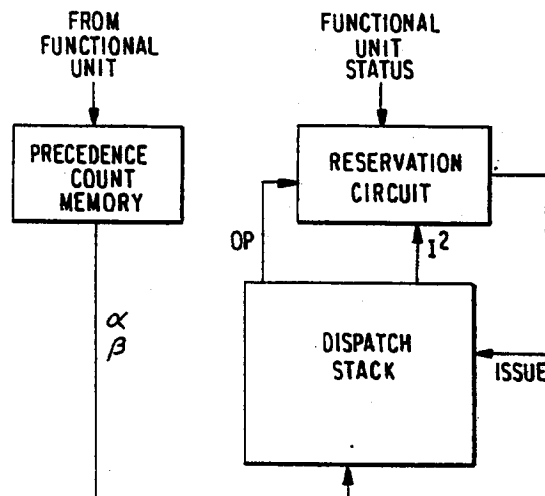 FROM
FUNCTIONAL
UNIT
FUNCTIONAL
UNIT
STATUS
PRECEDENCE
COUNT
MEMORY
RESERVATION
CIRCUIT
OP
I²
α
β
DISPATCH
STACK
ISSUE